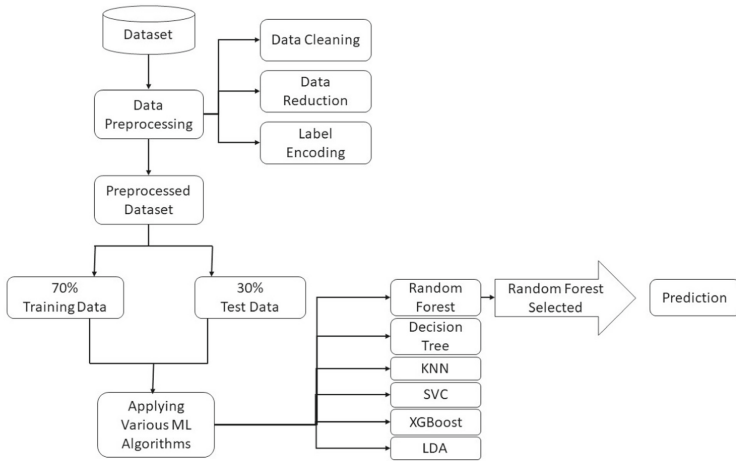 Dataset
Data Cleaning
Data
Preprocessing
Data
Reduction
Label
Encoding
Preprocessed
Dataset
70%
Training Data
30%
Test Data
Random
Forest
Random Forest
Selected
Prediction
Decision
Tree
KNN
SVC
XGBoost
LDA
Applying
Various ML
Algorithms